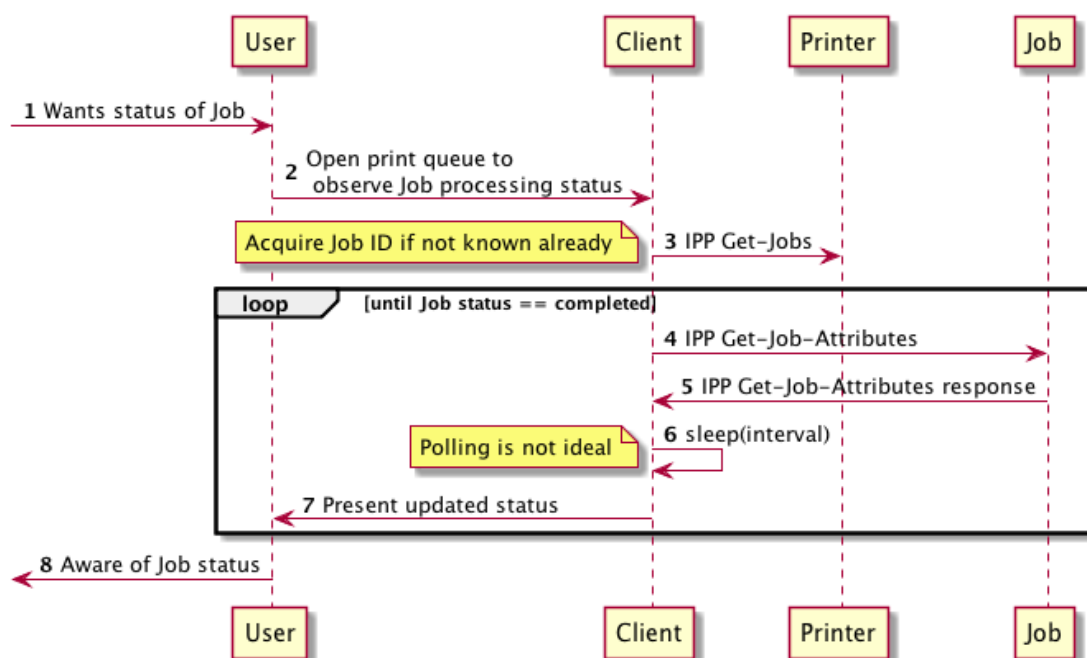 User Client Printer Job
1 Wants status of Job
2 Open print queue to
observe Job processing status
Acquire Job ID if not known already 3 IPP Get-Jobs
loop [until Job status == completed]
4 IPP Get-Job-Attributes
5 IPP Get-Job-Attributes response
Polling is not ideal 6 sleep(interval)
7 Present updated status
8 Aware of Job status
User Client Printer Job